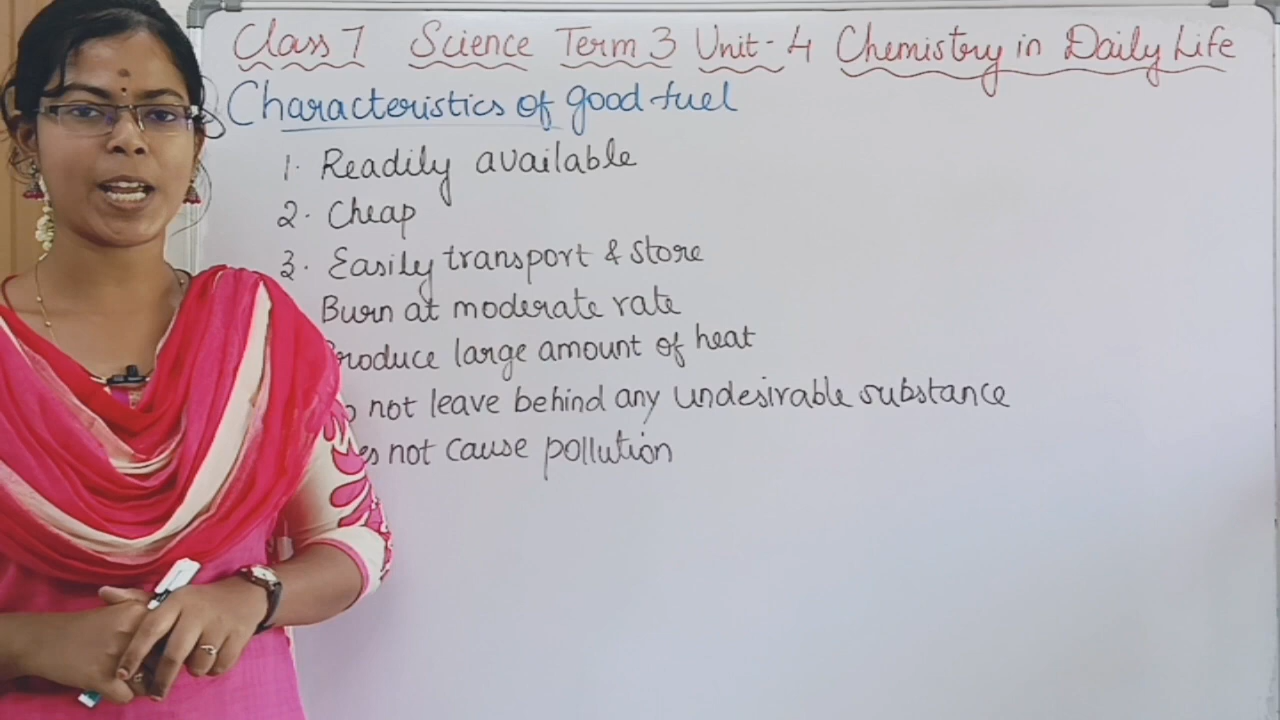 Class 7 Science Term 3 Unit-4 Chemistry in Daily Life
Characteristics of good fuel
1. Readily available
2. Cheap
3. Easily transport & store
Burn at moderate rate
Produce large amount of heat
not leave behind any undesirable substance
not cause pollution